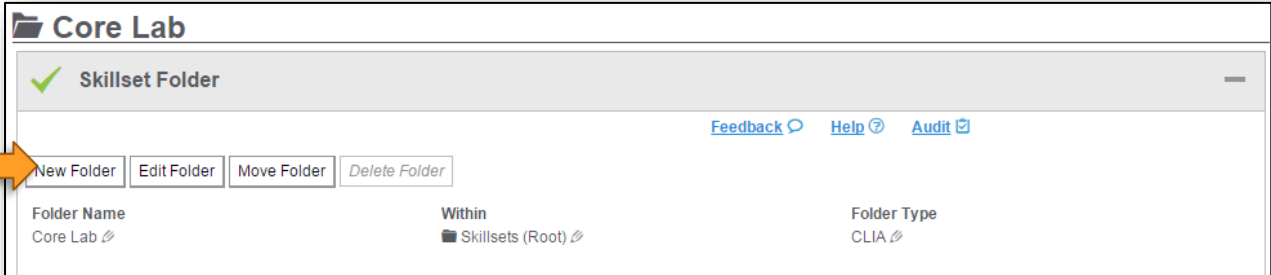 Core Lab
Skillset Folder
Feedback Help Audit
New Folder Edit Folder Move Folder Delete Folder
Folder Name Within Folder Type
Core Lab Skillsets (Root) CLIA